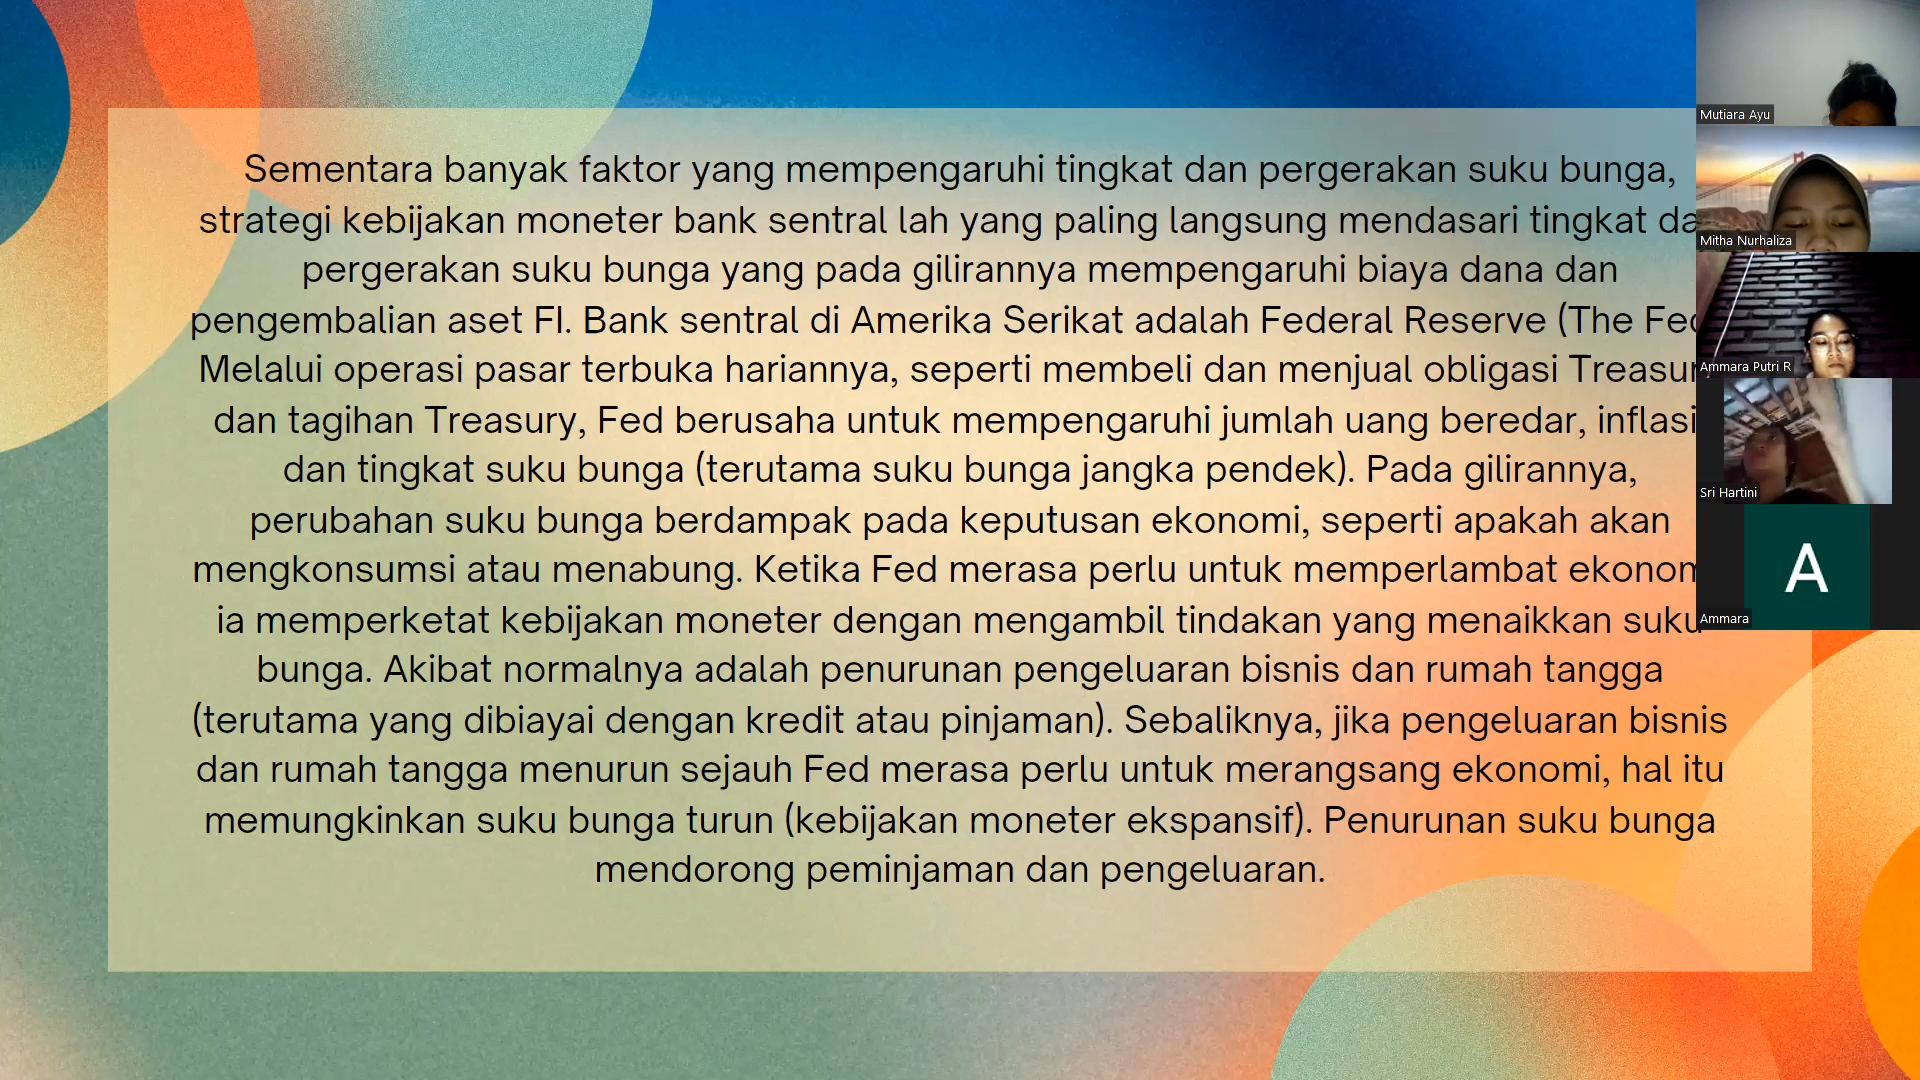 Sementara banyak faktor yang mempengaruhi tingkat dan pergerakan suku bunga,
strategi kebijakan moneter bank sentral lah yang paling langsung mendasari tingkat
pergerakan suku bunga yang pada gilirannya mempengaruhi biaya dana dan
pengembalian aset FI. Bank sentral di Amerika Serikat adalah Federal Reserve (The
Melalui operasi pasar terbuka hariannya, seperti membeli dan menjual obligasi
dan tagihan Treasury, Fed berusaha untuk mempengaruhi jumlah uang beredar, inflasi
dan tingkat suku bunga (terutama suku bunga jangka pendek). Pada gilirannya,
perubahan suku bunga berdampak pada keputusan ekonomi, seperti apakah akan
mengkonsumsi atau menabung. Ketika Fed merasa perlu untuk memperlambat
ia memperketat kebijakan moneter dengan mengambil tindakan yang menaikkan suku
bunga. Akibat normalnya adalah penurunan pengeluaran bisnis dan rumah tangga
(terutama yang dibiayai dengan kredit atau pinjaman). Sebaliknya, jika pengeluaran bisnis
dan rumah tangga menurun sejauh Fed merasa perlu untuk merangsang ekonomi, hal itu
memungkinkan suku bunga turun (kebijakan moneter ekspansif). Penurunan suku bunga
mendorong peminjaman dan pengeluaran.
Mutiara Ayu
Mitha Nurhaliza
Ammara Putri R
Sri Hartini
A
Ammara